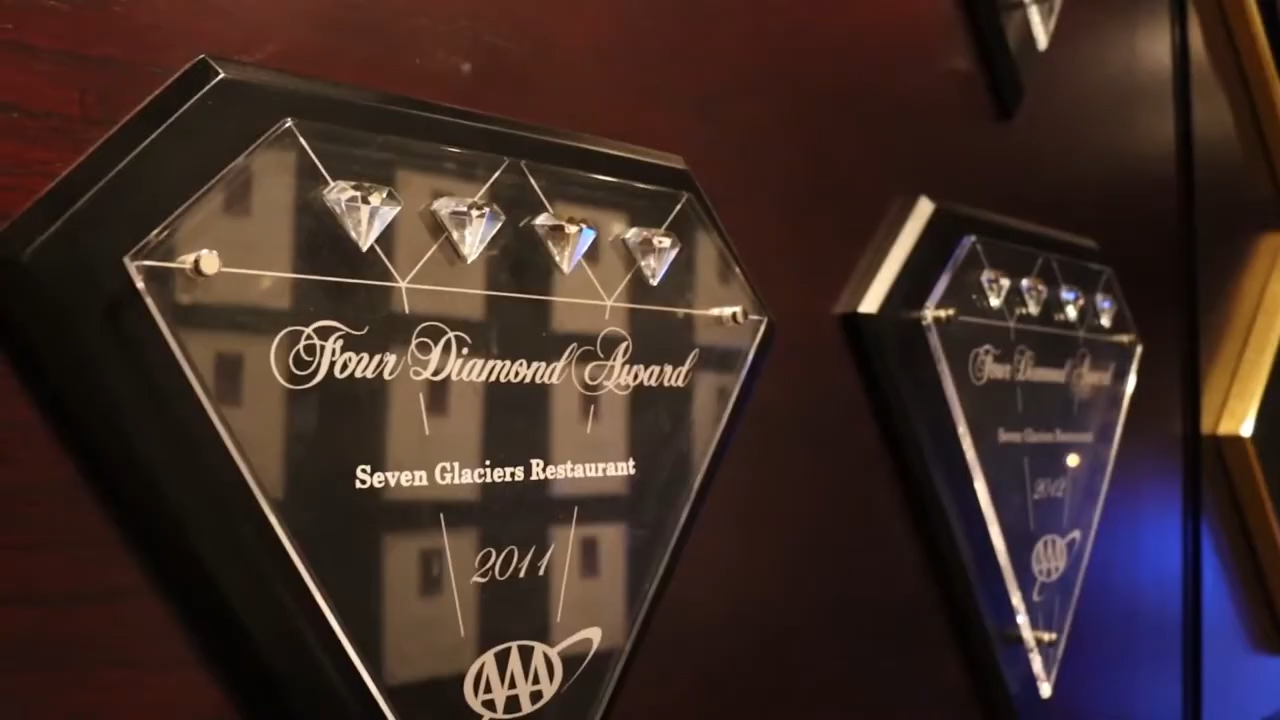 Four Diamond Award
Seven Glaciers Restaurant
2011
AAA
Four Diamond Award
Seven Glaciers Restaurant
2012
AAA